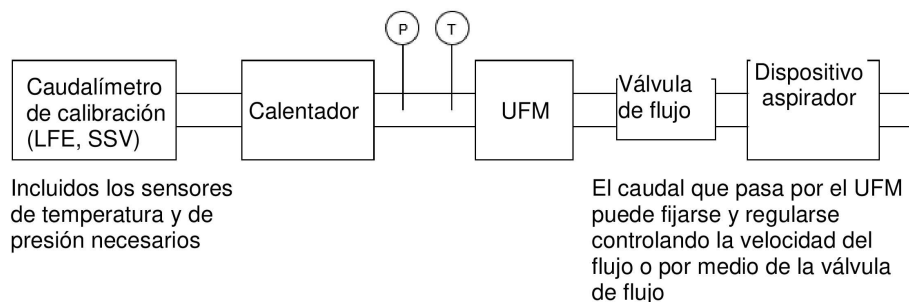 P T
Caudalímetro
de calibración
(LFE, SSV)
Calentador
UFM
Válvula
de flujo
Dispositivo
aspirador
Incluidos los sensores
de temperatura y de
presión necesarios
El caudal que pasa por el UFM
puede fijarse y regularse
controlando la velocidad del
flujo o por medio de la válvula
de flujo